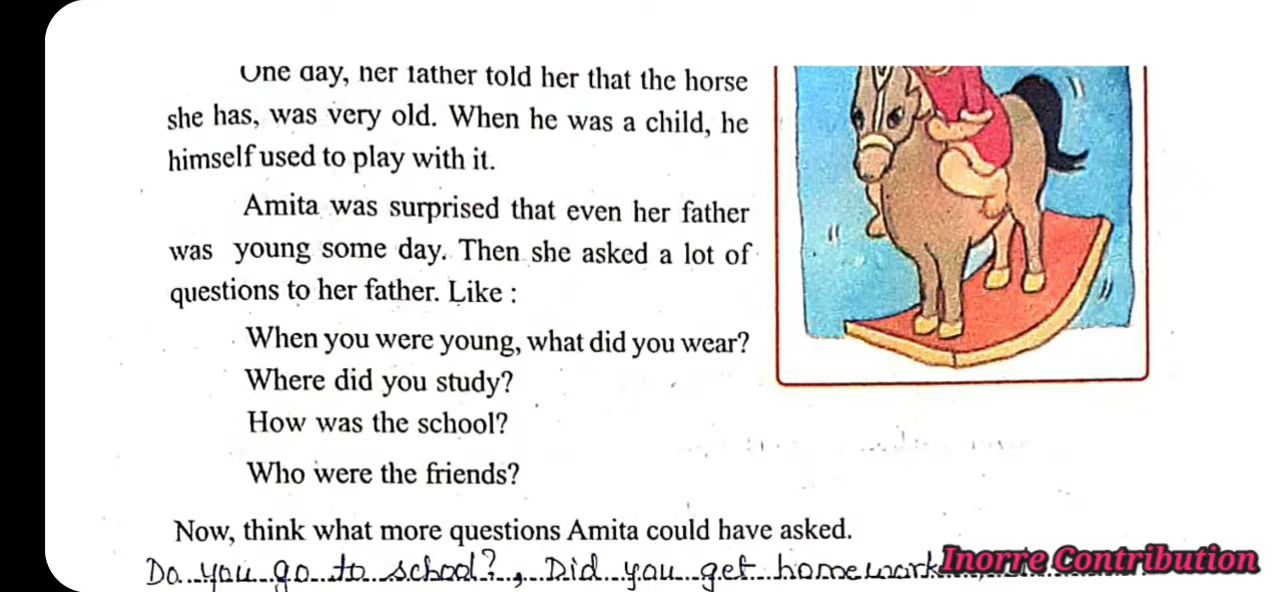 One day, her father told her that the horse
she has, was very old. When he was a child, he
himself used to play with it.
Amita was surprised that even her father
was young some day. Then she asked a lot of
questions to her father. Like :
When you were young, what did you wear?
Where did you study?
How was the school?
Who were the friends?
Now, think what more questions Amita could have asked.
Do you go to school?, Did you get homework
Inorre Contribution